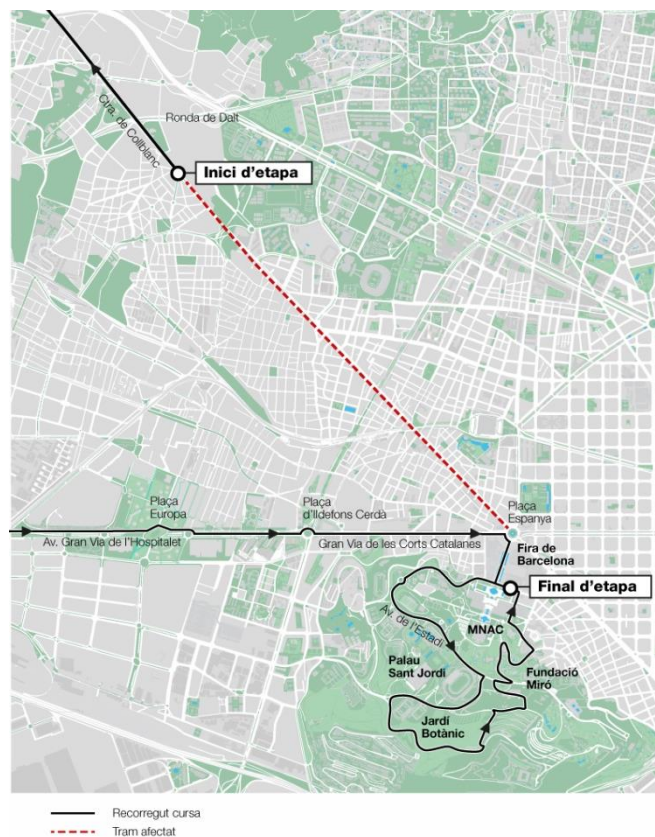 Ctra. de Collblanc
Ronda de Dalt
Inici d'etapa
Plaça
Europa
Plaça
d'Ildefons Cerdà
Plaça
Espanya
Av. Gran Via de l'Hospitalet
Gran Via de les Corts Catalanes
Fira de
Barcelona
Final d'etapa
Av. de l'Estadi
MNAC
Palau
Sant Jordi
Fundació
Miró
Jardí
Botànic
Recorregut cursa
Tram afectat